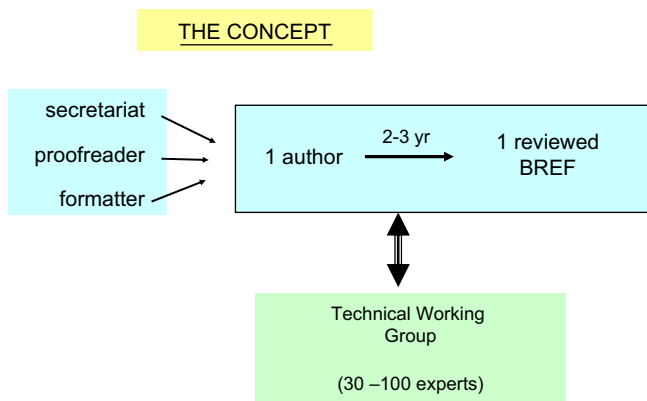 THE CONCEPT
secretariat
proofreader
formatter
1 author
2-3 yr
1 reviewed
BREF
Technical Working
Group
(30 –100 experts)